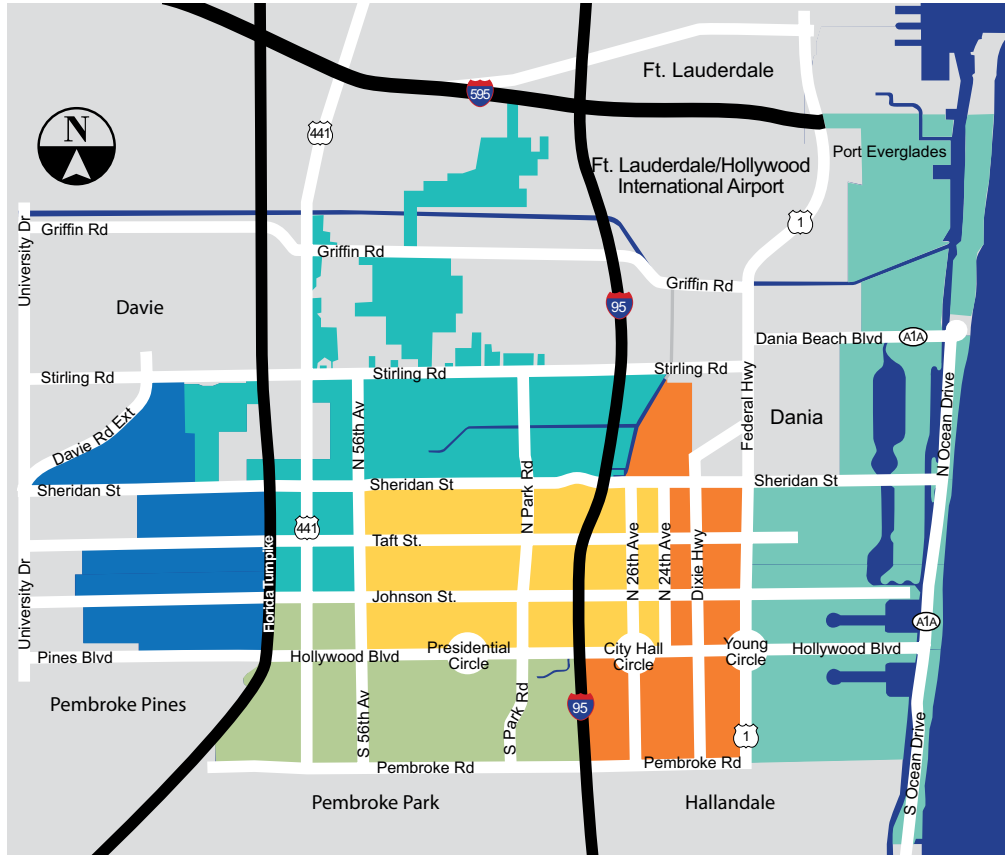 Ft. Lauderdale
595
N
441
Port Everglades
Ft. Lauderdale/Hollywood
International Airport
1
University Dr
Griffin Rd
Griffin Rd
Griffin Rd
95
Davie
Dania Beach Blvd
A1A
Stirling Rd
Stirling Rd
Stirling Rd
Federal Hwy
Dania
N Ocean Drive
Davie Rd Ext
N 56th Av
N Park Rd
Sheridan St
Sheridan St
Sheridan St
441
Taft St.
N 26th Ave
N 24th Ave
Dixie Hwy
Florida Turnpike
University Dr
Johnson St.
A1A
Pines Blvd
Hollywood Blvd
Presidential
Circle
City Hall
Circle
Young
Circle
Hollywood Blvd
Pembroke Pines
S 56th Av
S Park Rd
95
1
S Ocean Drive
Pembroke Rd
Pembroke Rd
Pembroke Park
Hallandale